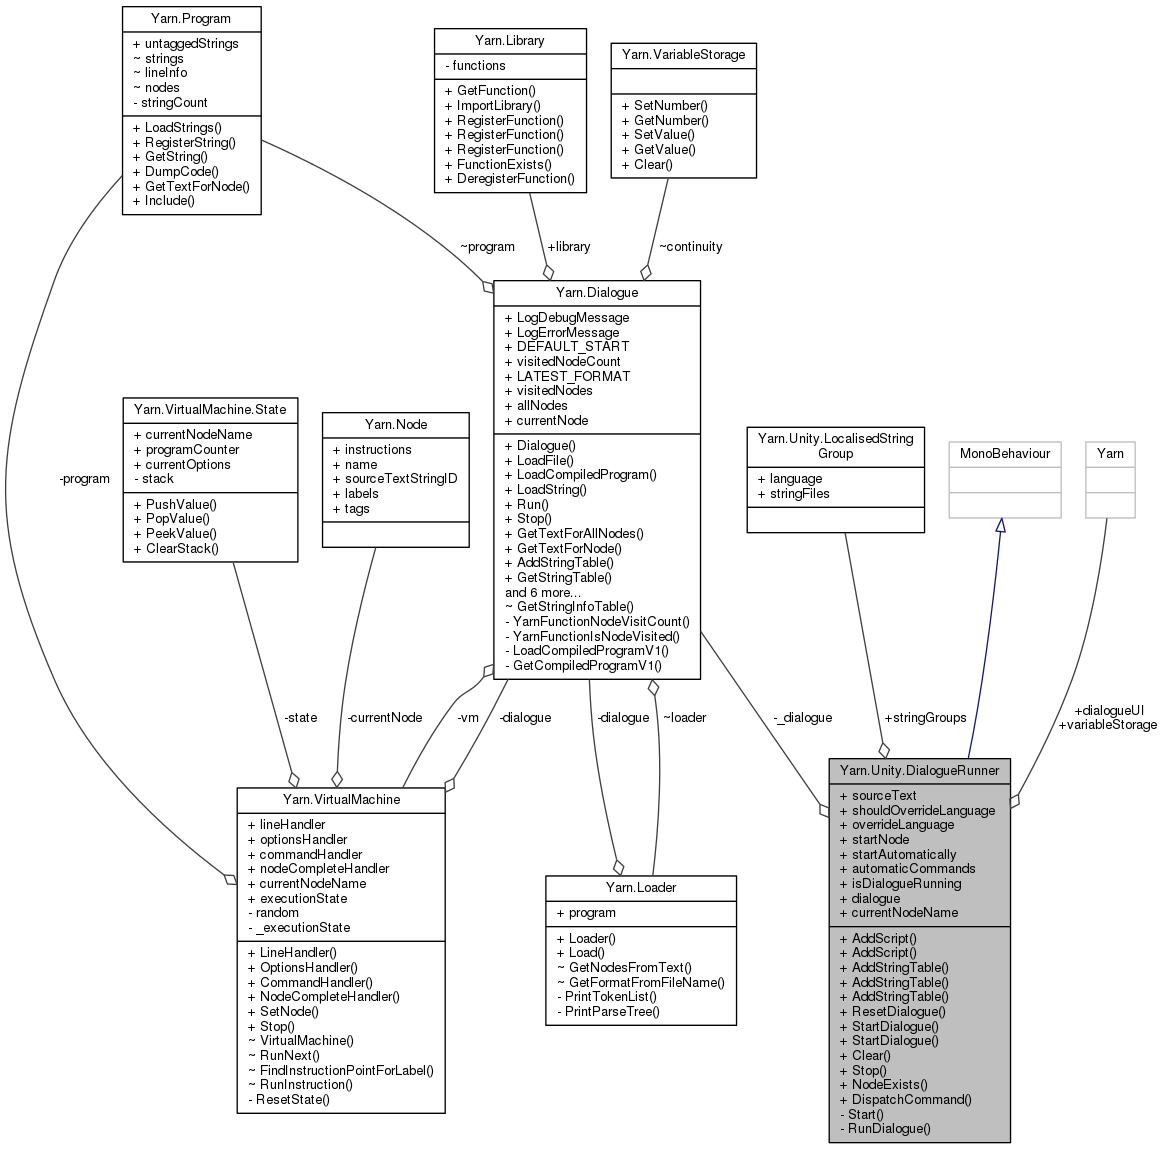 Yarn.Program
+ untaggedStrings
~ strings
~ lineInfo
~ nodes
- stringCount
+ LoadStrings()
+ RegisterString()
+ GetString()
+ DumpCode()
+ GetTextForNode()
+ Include()
Yarn.Library
- functions
+ GetFunction()
+ ImportLibrary()
+ RegisterFunction()
+ RegisterFunction()
+ RegisterFunction()
+ FunctionExists()
+ DeregisterFunction()
Yarn.VariableStorage
+ SetNumber()
+ GetNumber()
+ SetValue()
+ GetValue()
+ Clear()
~program
+library
~continuity
Yarn.Dialogue
+ LogDebugMessage
+ LogErrorMessage
+ DEFAULT_START
+ visitedNodeCount
+ LATEST_FORMAT
+ visitedNodes
+ allNodes
+ currentNode
+ Dialogue()
+ LoadFile()
+ LoadCompiledProgram()
+ LoadString()
+ Run()
+ Stop()
+ GetTextForAllNodes()
+ GetTextForNode()
+ AddStringTable()
+ GetStringTable()
and 6 more...
~ GetStringInfoTable()
- YarnFunctionNodeVisitCount()
- YarnFunctionIsNodeVisited()
- LoadCompiledProgramV1()
- GetCompiledProgramV1()
-program
Yarn.VirtualMachine.State
+ currentNodeName
+ programCounter
+ currentOptions
- stack
+ PushValue()
+ PopValue()
+ PeekValue()
+ ClearStack()
Yarn.Node
+ instructions
+ name
+ sourceTextStringID
+ labels
+ tags
Yarn.Unity.LocalisedString
Group
+ language
+ stringFiles
MonoBehaviour
Yarn
-state
-currentNode
-vm
-dialogue
-dialogue
~loader
-_dialogue
+stringGroups
+dialogueUI
+variableStorage
Yarn.VirtualMachine
+ lineHandler
+ optionsHandler
+ commandHandler
+ nodeCompleteHandler
+ currentNodeName
+ executionState
- random
- _executionState
+ LineHandler()
+ OptionsHandler()
+ CommandHandler()
+ NodeCompleteHandler()
+ SetNode()
+ Stop()
~ VirtualMachine()
~ RunNext()
~ FindInstructionPointForLabel()
~ RunInstruction()
- ResetState()
Yarn.Loader
+ program
+ Loader()
+ Load()
~ GetNodesFromText()
~ GetFormatFromFileName()
- PrintTokenList()
- PrintParseTree()
Yarn.Unity.DialogueRunner
+ sourceText
+ shouldOverrideLanguage
+ overrideLanguage
+ startNode
+ startAutomatically
+ automaticCommands
+ isDialogueRunning
+ dialogue
+ currentNodeName
+ AddScript()
+ AddScript()
+ AddStringTable()
+ AddStringTable()
+ AddStringTable()
+ ResetDialogue()
+ StartDialogue()
+ StartDialogue()
+ Clear()
+ Stop()
+ NodeExists()
+ DispatchCommand()
- Start()
- RunDialogue()